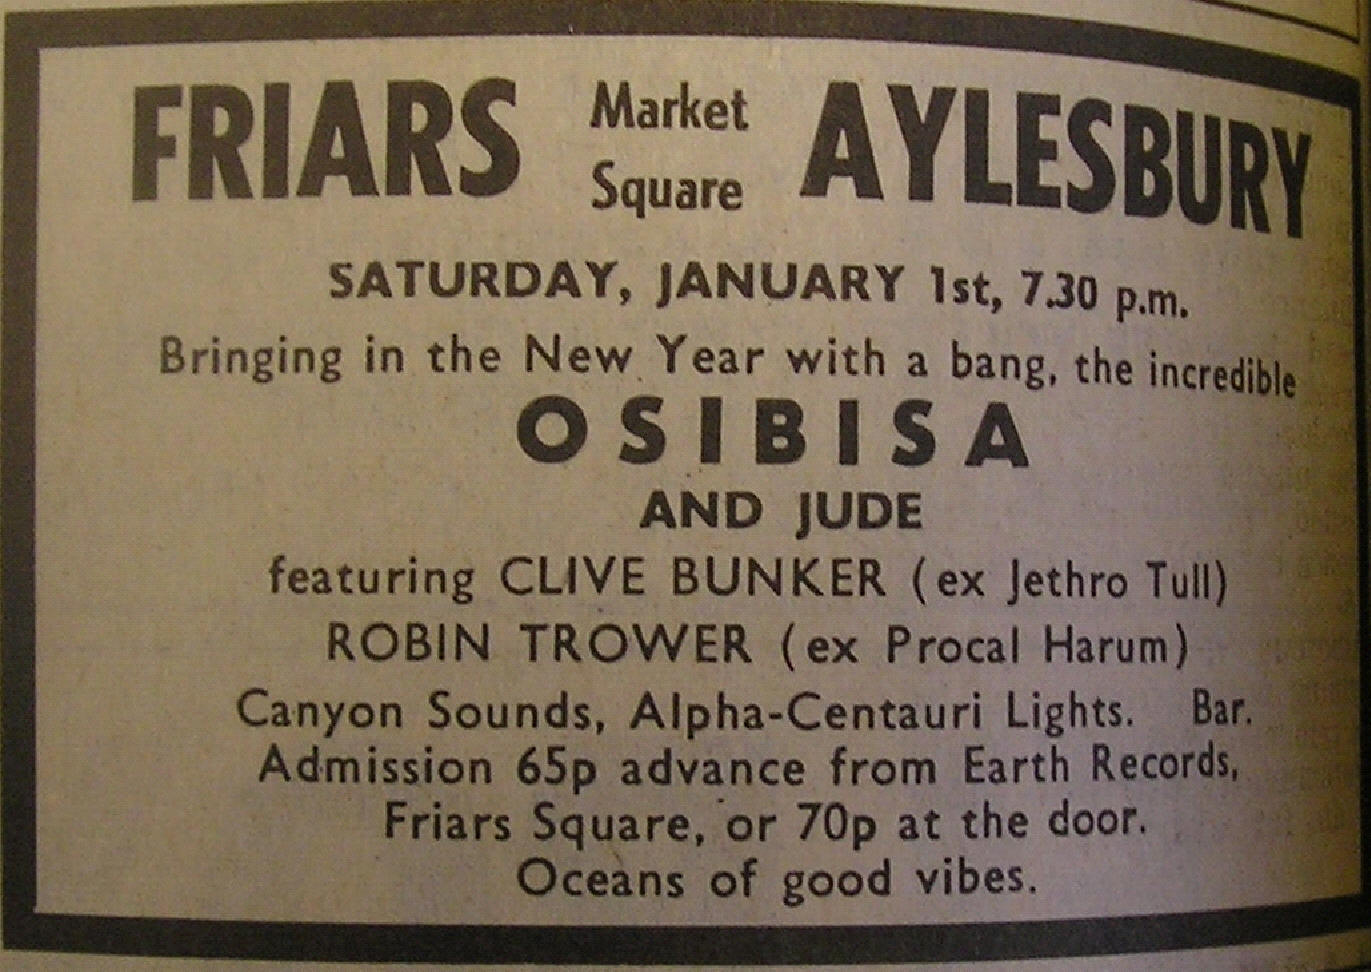 FRIARS Market Square AYLESBURY
SATURDAY, JANUARY 1st, 7.30 p.m.
Bringing in the New Year with a bang, the incredible
OSIBISA
AND JUDE
featuring CLIVE BUNKER (ex Jethro Tull)
ROBIN TROWER (ex Procal Harum)
Canyon Sounds, Alpha-Centauri Lights. Bar.
Admission 65p advance from Earth Records,
Friars Square, or 70p at the door.
Oceans of good vibes.